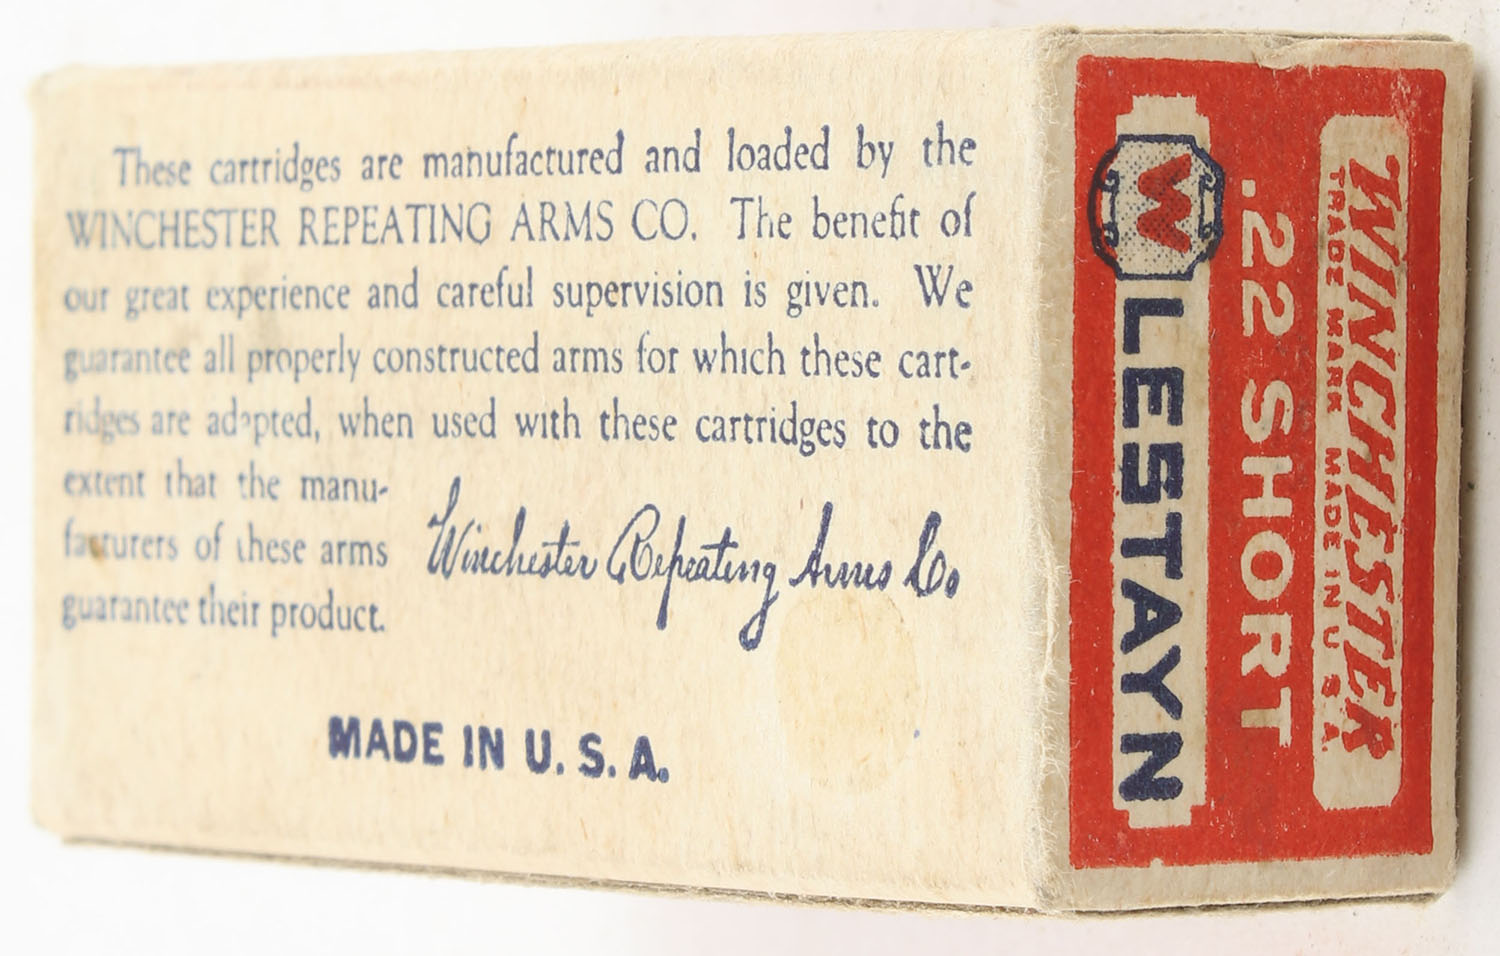 These cartridges are manufactured and loaded by the
WINCHESTER REPEATING ARMS CO. The benefit of
our great experience and careful supervision is given. We
guarantee all properly constructed arms for which these cart-
ridges are adapted, when used with these cartridges to the
extent that the manu-
facturers of these arms
guarantee their product.
Winchester Repeating Arms Co
MADE IN U.S.A.
WINCHESTER
TRADE MARK MADE IN U.S.A.
.22 SHORT
W LESTAYN